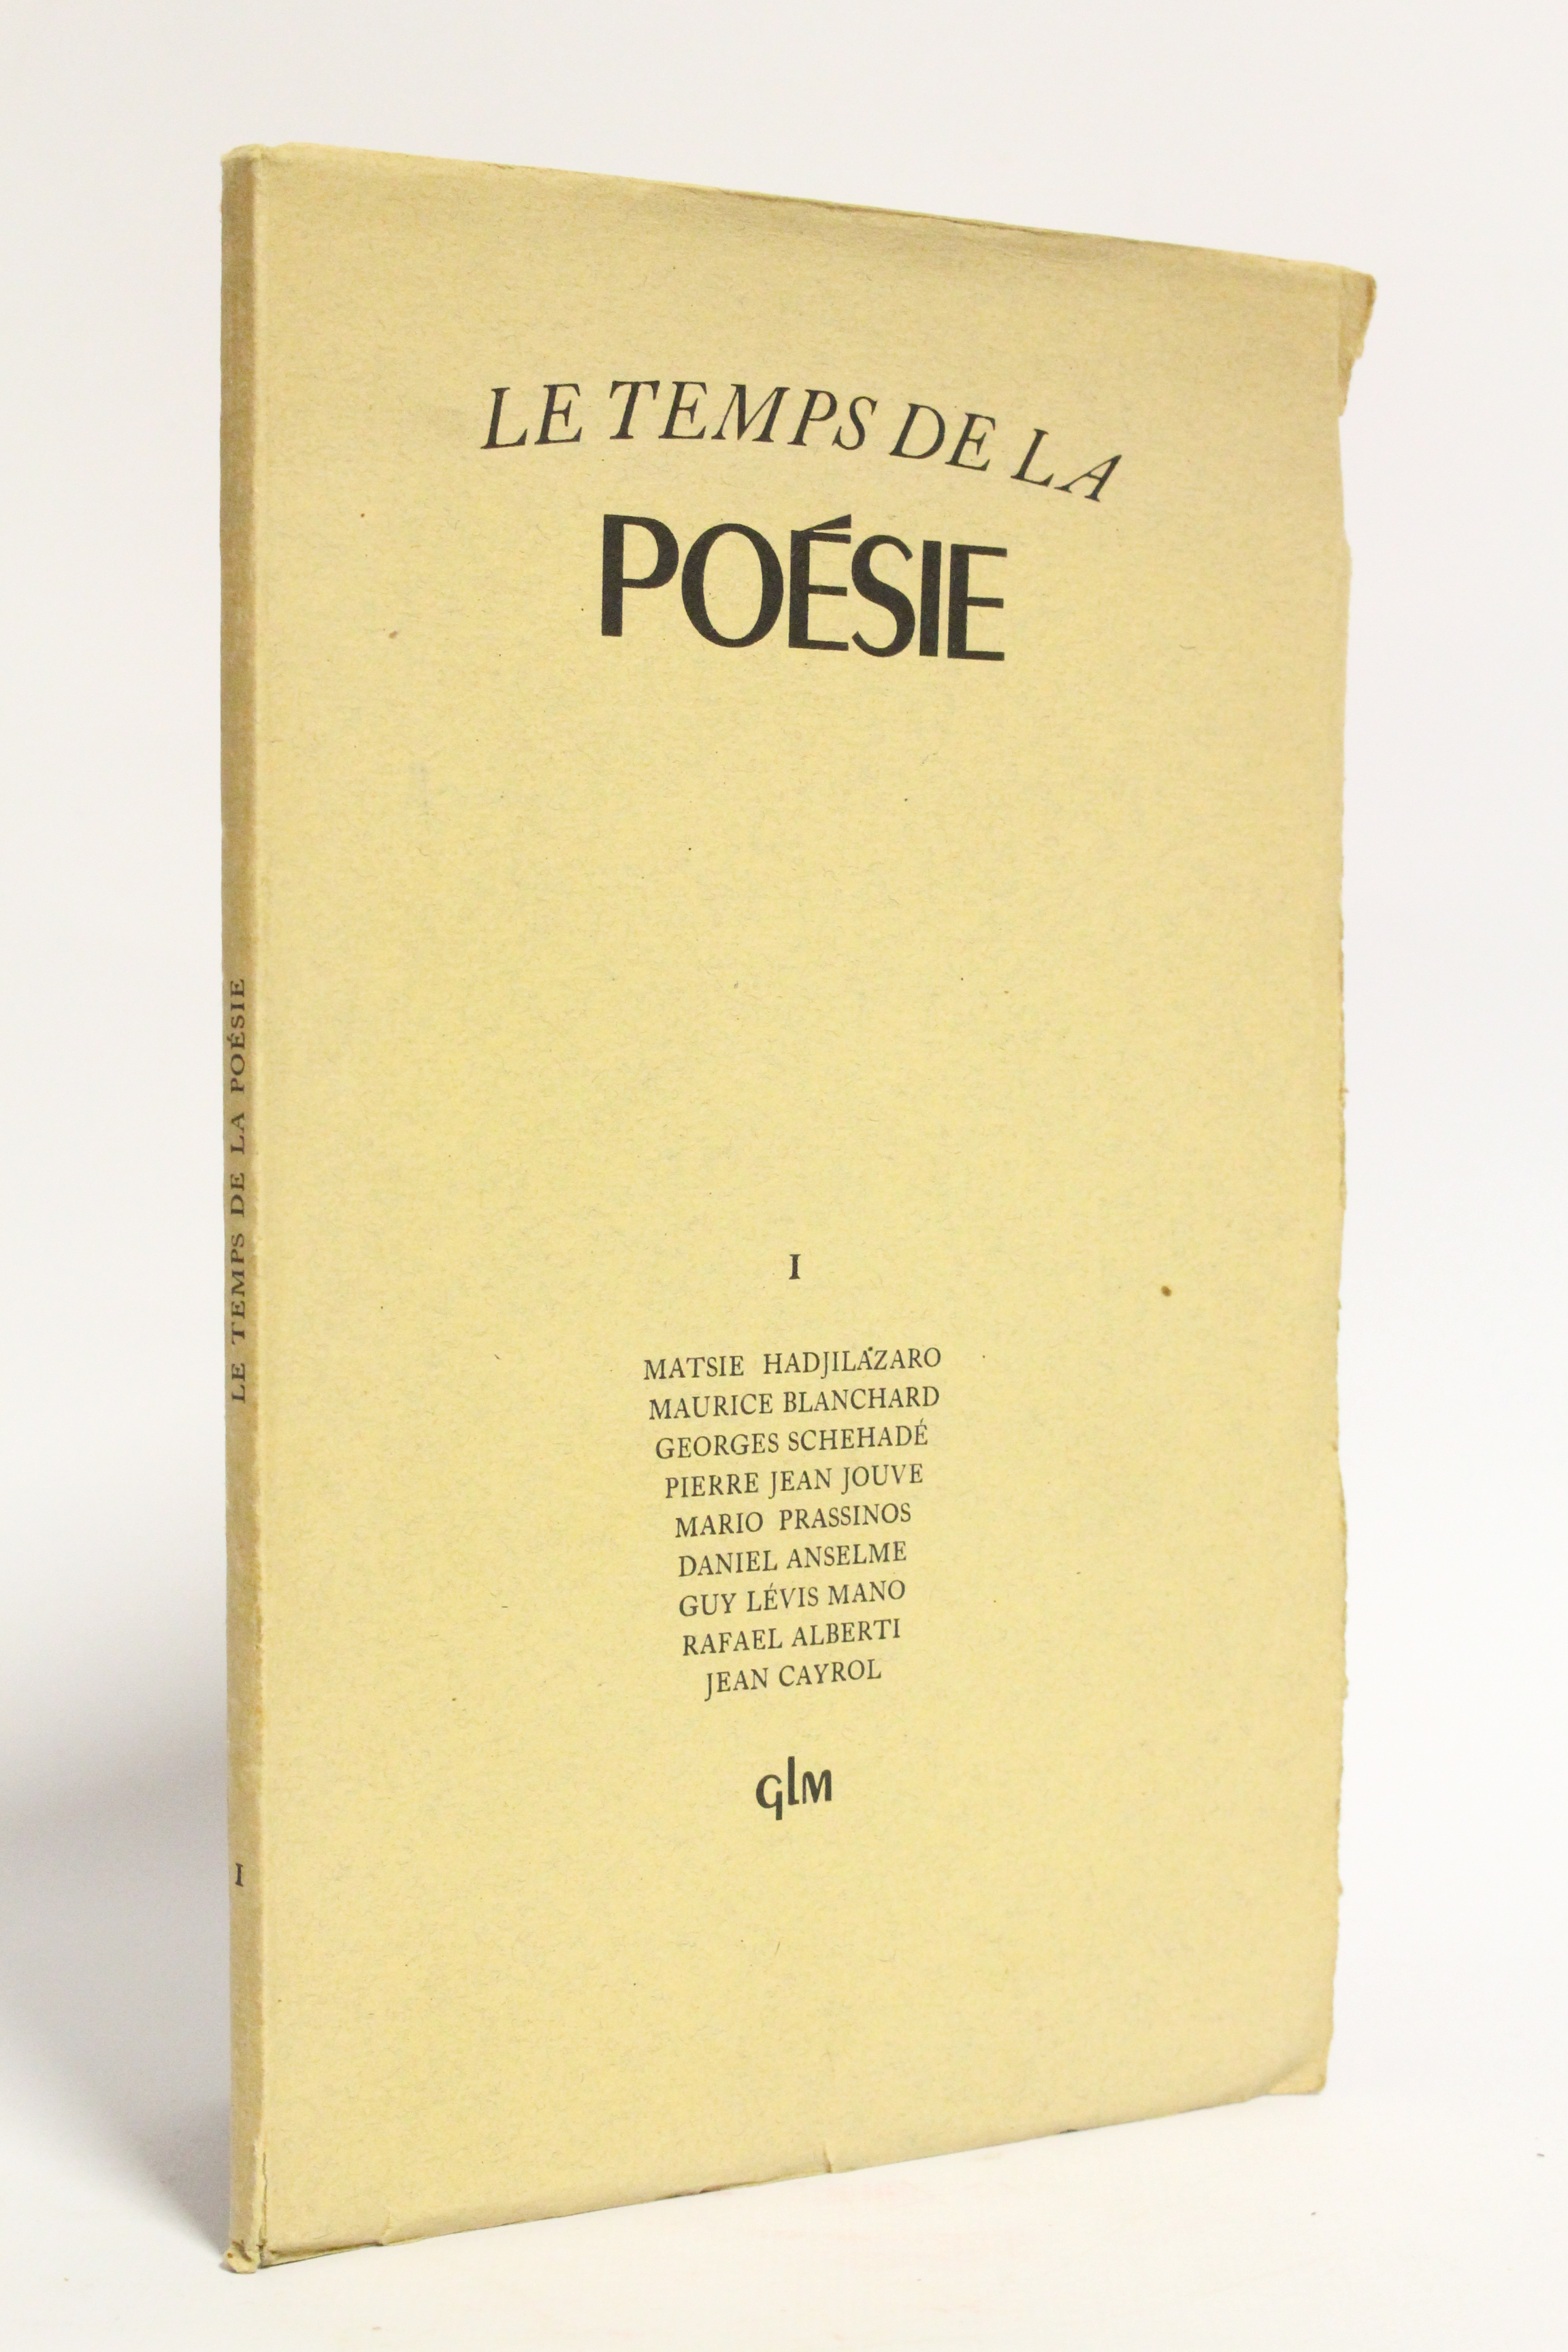 LE TEMPS DE LA
POÉSIE
I
MATSIE HADJILÁZARO
MAURICE BLANCHARD
GEORGES SCHEHADÉ
PIERRE JEAN JOUVE
MARIO PRASSINOS
DANIEL ANSELME
GUY LÉVIS MANO
RAFAEL ALBERTI
JEAN CAYROL
GLM
LE TEMPS DE LA POÉSIE
I